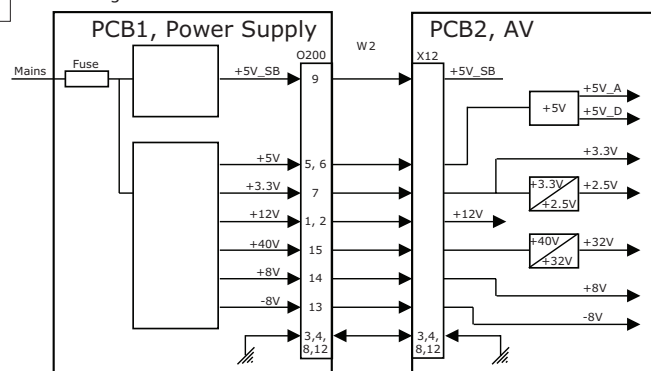 PCB1, Power Supply
PCB2, AV
W2
O200
X12
Mains
Fuse
+5V_SB
9
+5V_SB
+5V_A
+5V
+5V_D
+5V
5, 6
+3.3V
+3.3V
7
+3.3V
+2.5V
+2.5V
+12V
1, 2
+12V
+40V
15
+40V
+32V
+32V
+8V
14
+8V
-8V
13
-8V
3,4,
8,12
3,4,
8,12